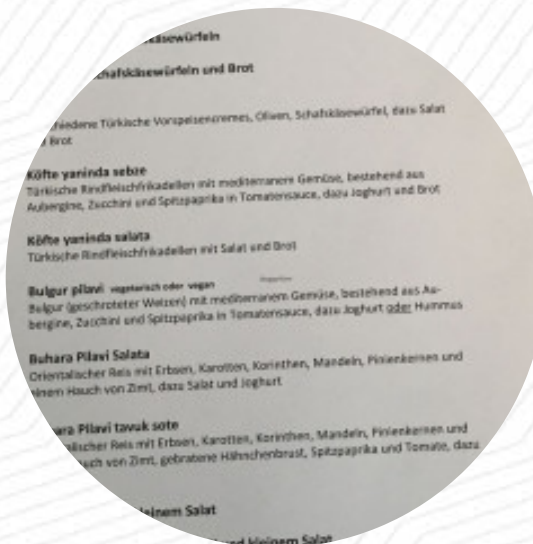 käsewürfeln
Schafskäsewürfeln und Brot
Türkische Vorspeisencremes, Oliven, Schafskäsewürfel, dazu Salat
Brot
Köfte yaninda sebze
Türkische Rindfleischfrikadellen mit mediterranem Gemüse, bestehend aus
Aubergine, Zucchini und Spitzpaprika in Tomatensauce, dazu Joghurt und Brot
Köfte yaninda salata
Türkische Rindfleischfrikadellen mit Salat und Brot
Bulgur pilavi vegetarisch oder vegan
Bulgur (geschroteter Weizen) mit mediterranem Gemüse, bestehend aus Au-
bergine, Zucchini und Spitzpaprika in Tomatensauce, dazu Joghurt oder Hummus
Buhara Pilavi Salata
Orientalischer Reis mit Erbsen, Karotten, Korinthen, Mandeln, Pinienkernen und
einem Hauch von Zimt, dazu Salat und Joghurt
Pilavi tavuk sote
Reis mit Erbsen, Karotten, Korinthen, Mandeln, Pinienkernen und
von Zimt, gebratene Hähnchenbrust, Spitzpaprika und Tomate, dazu
kleinem Salat
und kleinem Salat